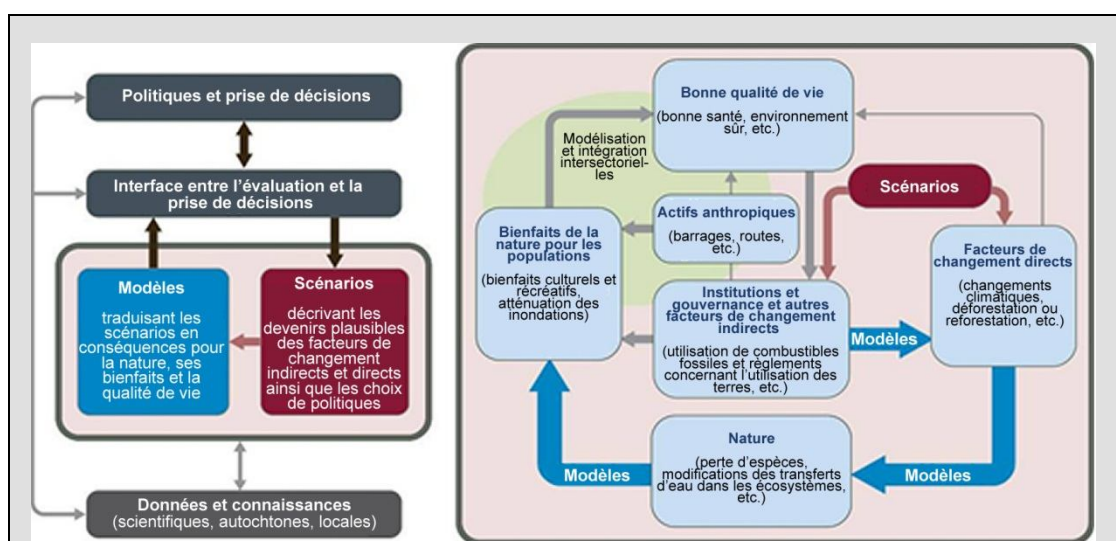 Politiques et prise de décisions
Interface entre l’évaluation et la
prise de décisions
Modèles
traduisant les
scénarios en
conséquences pour
la nature, ses
bienfaits et la
qualité de vie
Scénarios
décrivant les
devenirs plausibles
des facteurs de
changement
indirects et directs
ainsi que les choix
de politiques
Données et connaissances
(scientifiques, autochtones, locales)
Bonne qualité de vie
(bonne santé, environnement
sûr, etc.)
Modélisation
et intégration
intersectoriel-
les
Scénarios
Actifs anthropiques
(barrages, routes,
etc.)
Bienfaits de la
nature pour les
populations
(bienfaits culturels et
récréatifs,
atténuation des
inondations)
Facteurs de
changement directs
(changements
climatiques,
déforestation ou
reforestation, etc.)
Institutions et
gouvernance et autres
facteurs de changement
indirects
(utilisation de combustibles
fossiles et règlements
concernant l’utilisation des
terres, etc.)
Modèles
Nature
(perte d’espèces,
modifications des transferts
d’eau dans les écosystèmes,
etc.)
Modèles
Modèles